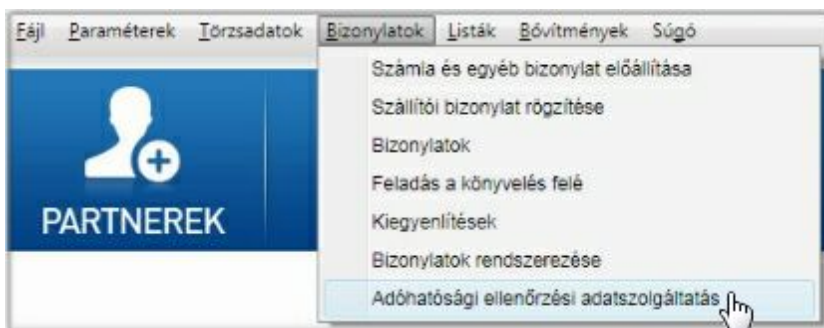 Fájl Paraméterek Törzsadatok Bizonylatok Listák Bővítmények Súgó
Számla és egyéb bizonylat előállítása
Szállítói bizonylat rögzítése
Bizonylatok
Feladás a könyvelés felé
PARTNEREK
Kiegyenlítések
Bizonylatok rendszerezése
Adóhatósági ellenőrzési adatszolgáltatás